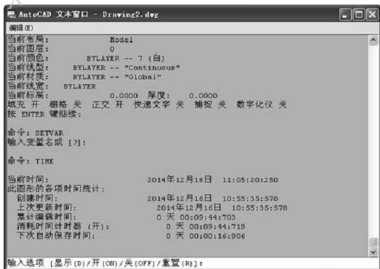 AutoCAD 文本窗口 - Drawing2.dwg
编辑(E)
当前布局: Model
当前图层: 0
当前颜色: BYLAYER -- 7 (白)
当前线型: BYLAYER -- "Continuous"
当前材质: BYLAYER -- "Global"
当前线宽: BYLAYER
当前标高: 0.0000 厚度: 0.0000
填充 开 栅格 关 正交 开 快速文字 关 捕捉 关 数字化仪 关
按 ENTER 键继续:
命令: SETVAR
输入变量名或 [?]:
命令: TIME
当前时间: 2014年12月16日 11:05:20:250
此图形的各项时间统计:
创建时间: 2014年12月16日 10:55:35:578
上次更新时间: 2014年12月16日 10:55:35:578
累计编辑时间: 0 天 00:09:44:703
消耗时间计时器 (开): 0 天 00:09:44:719
下次自动保存时间: 0 天 00:00:16:906
输入选项 [显示(D)/开(ON)/关(OFF)/重置(R)]: